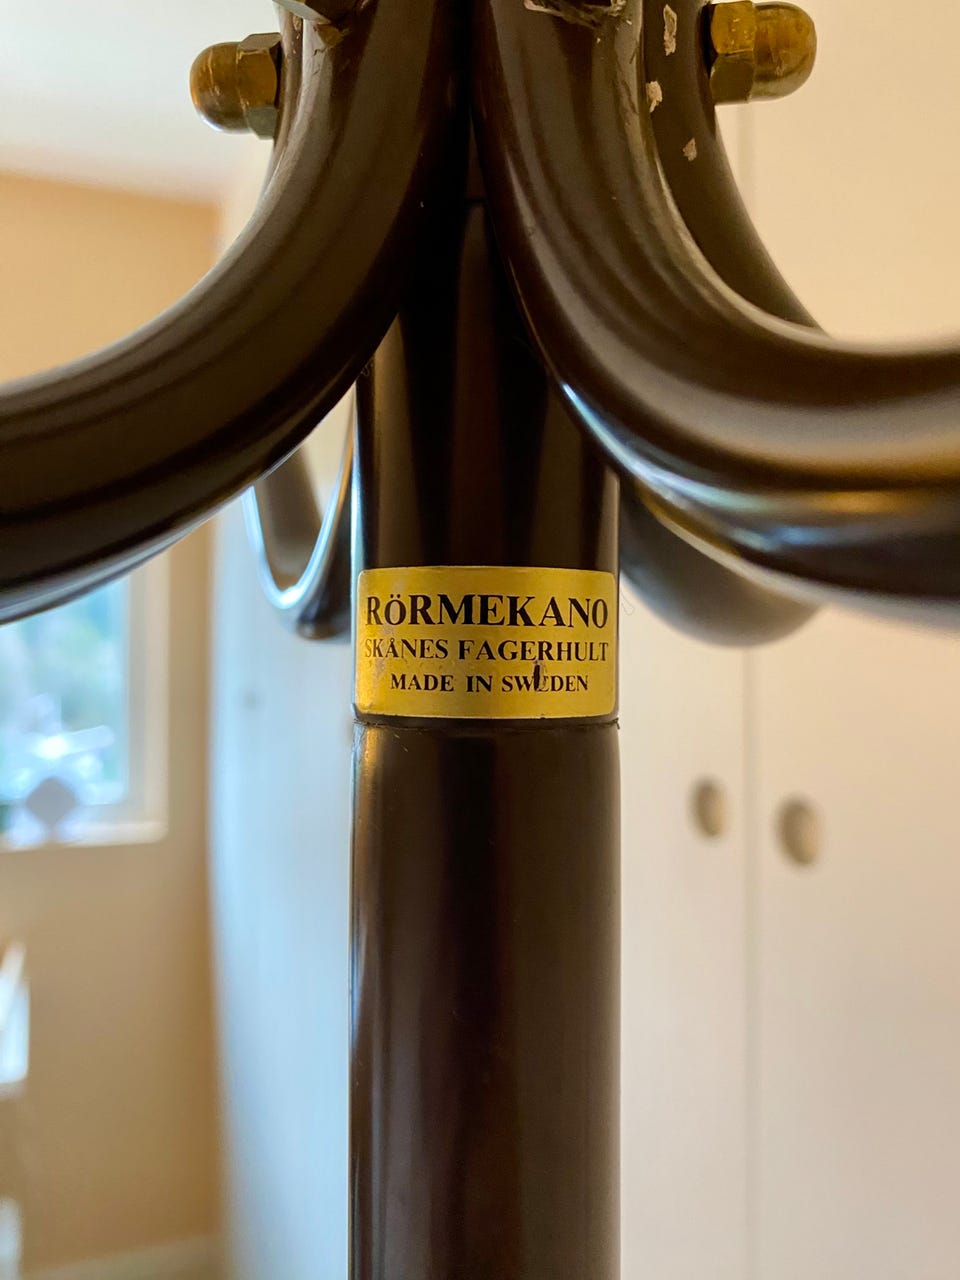 RÖRMEKANO
SKÅNES FAGERHULT
MADE IN SWEDEN